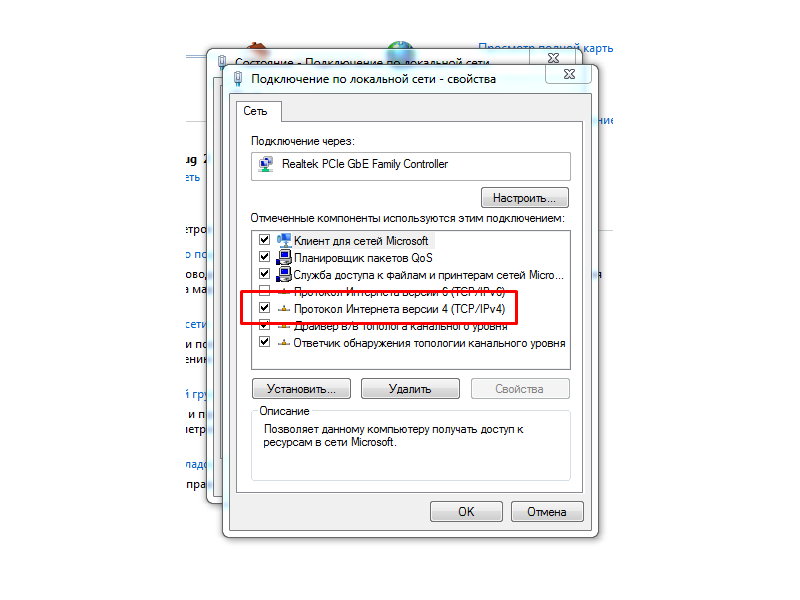 Просмотр полной карты
Состояние - Подключение по локальной сети
Подключение по локальной сети - свойства
Сеть
Подключение через:
Realtek PCIe GbE Family Controller
Настроить...
Отмеченные компоненты используются этим подключением:
Клиент для сетей Microsoft
Планировщик пакетов QoS
Служба доступа к файлам и принтерам сетей Micro...
Протокол Интернета версии 6 (TCP/IPv6)
Протокол Интернета версии 4 (TCP/IPv4)
Драйвер в/в тополога канального уровня
Ответчик обнаружения топологии канального уровня
Установить...
Удалить
Свойства
Описание
Позволяет данному компьютеру получать доступ к
ресурсам в сети Microsoft.
OK
Отмена